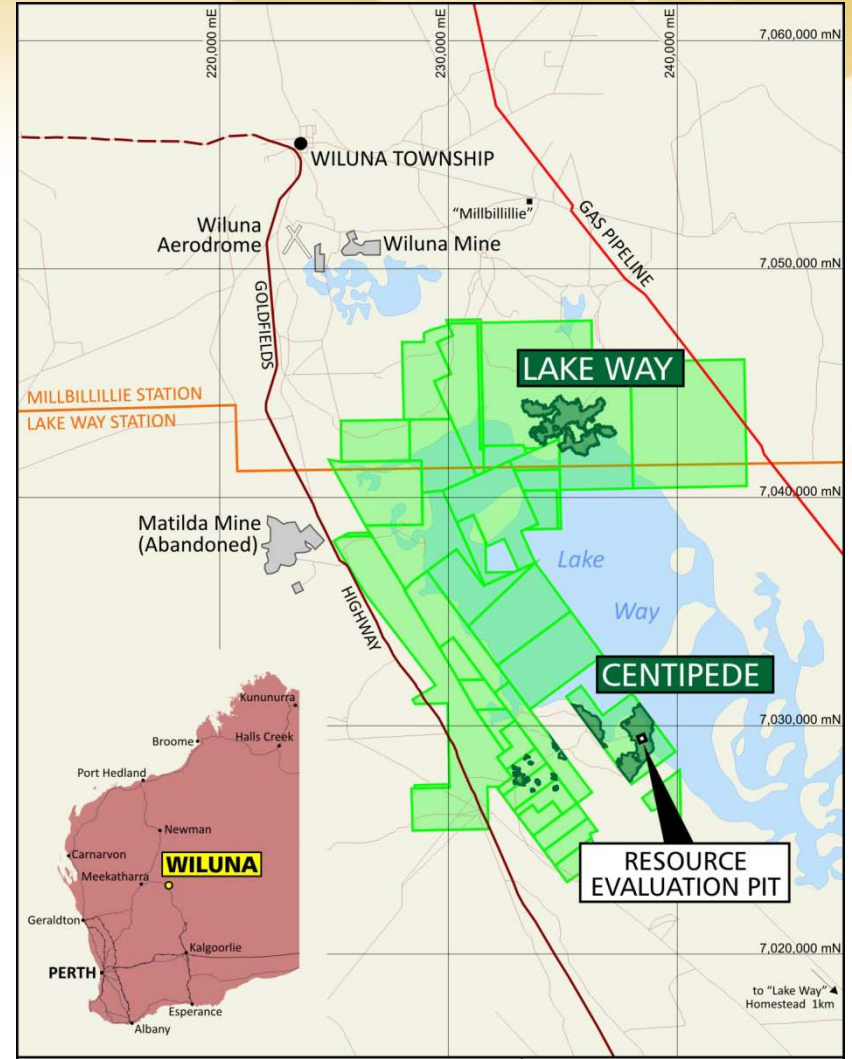 220,000 mE
230,000 mE
240,000 mE
7,060,000 mN
WILUNA TOWNSHIP
"Millbillillie"
Wiluna
Aerodrome
Wiluna Mine
GAS PIPELINE
7,050,000 mN
GOLDFIELDS
LAKE WAY
MILLBILLILLIE STATION
LAKE WAY STATION
7,040,000 mN
Matilda Mine
(Abandoned)
Lake
Way
HIGHWAY
CENTIPEDE
7,030,000 mN
RESOURCE
EVALUATION PIT
7,020,000 mN
to "Lake Way"
Homestead 1km
Kununurra
Broome
Halls Creek
Port Hedland
Newman
Carnarvon
WILUNA
Meekatharra
Geraldton
Kalgoorlie
PERTH
Esperance
Albany